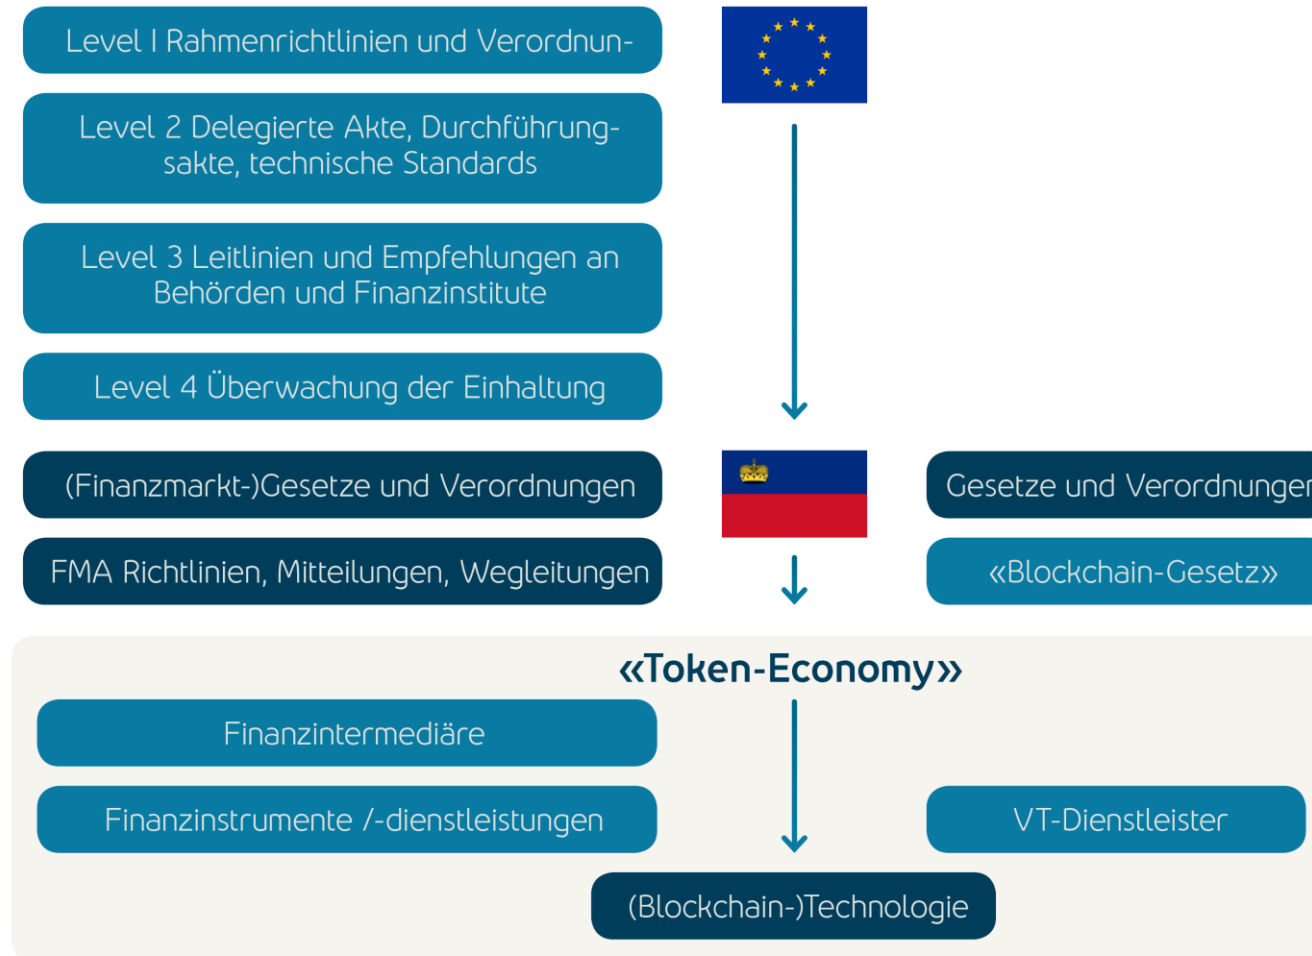 Level I Rahmenrichtlinien und Verordnun-
Level 2 Delegierte Akte, Durchführung-
sakte, technische Standards
Level 3 Leitlinien und Empfehlungen an
Behörden und Finanzinstitute
Level 4 Überwachung der Einhaltung
(Finanzmarkt-)Gesetze und Verordnungen
Gesetze und Verordnungen
FMA Richtlinien, Mitteilungen, Wegleitungen
«Blockchain-Gesetz»
«Token-Economy»
Finanzintermediäre
Finanzinstrumente /-dienstleistungen
VT-Dienstleister
(Blockchain-)Technologie